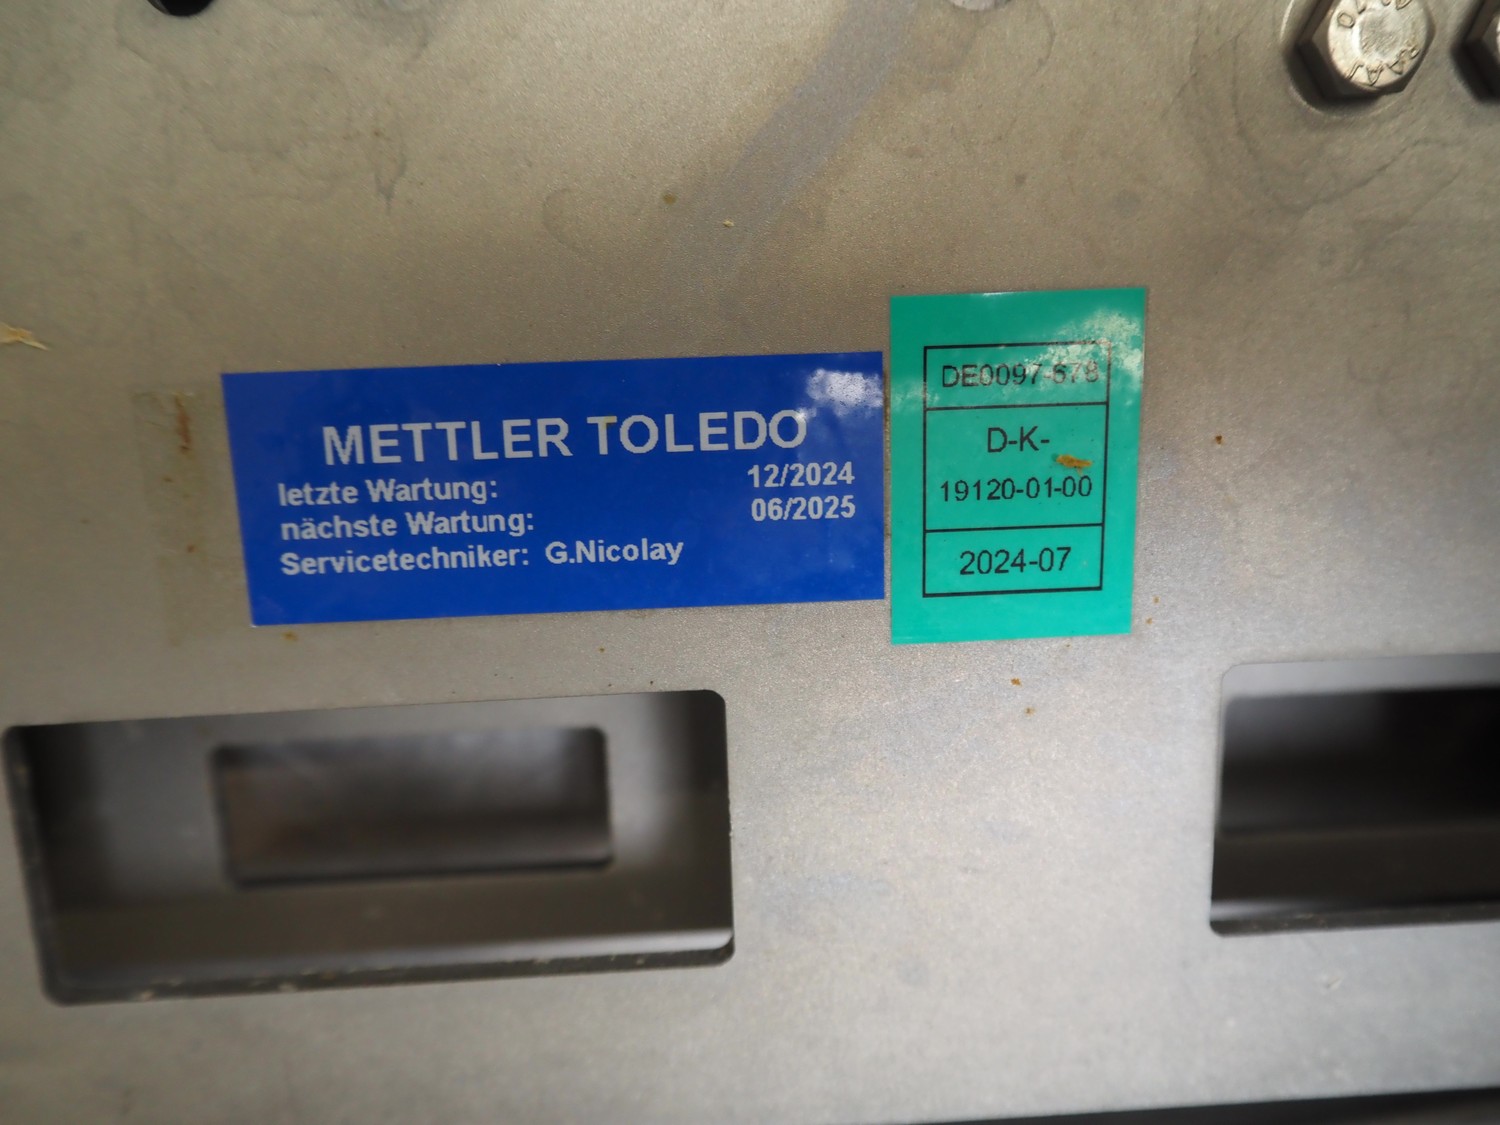 METTLER TOLEDO
letzte Wartung: 12/2024
nächste Wartung: 06/2025
Servicetechniker: G.Nicolay
DE0097-678
D-K-
19120-01-00
2024-07